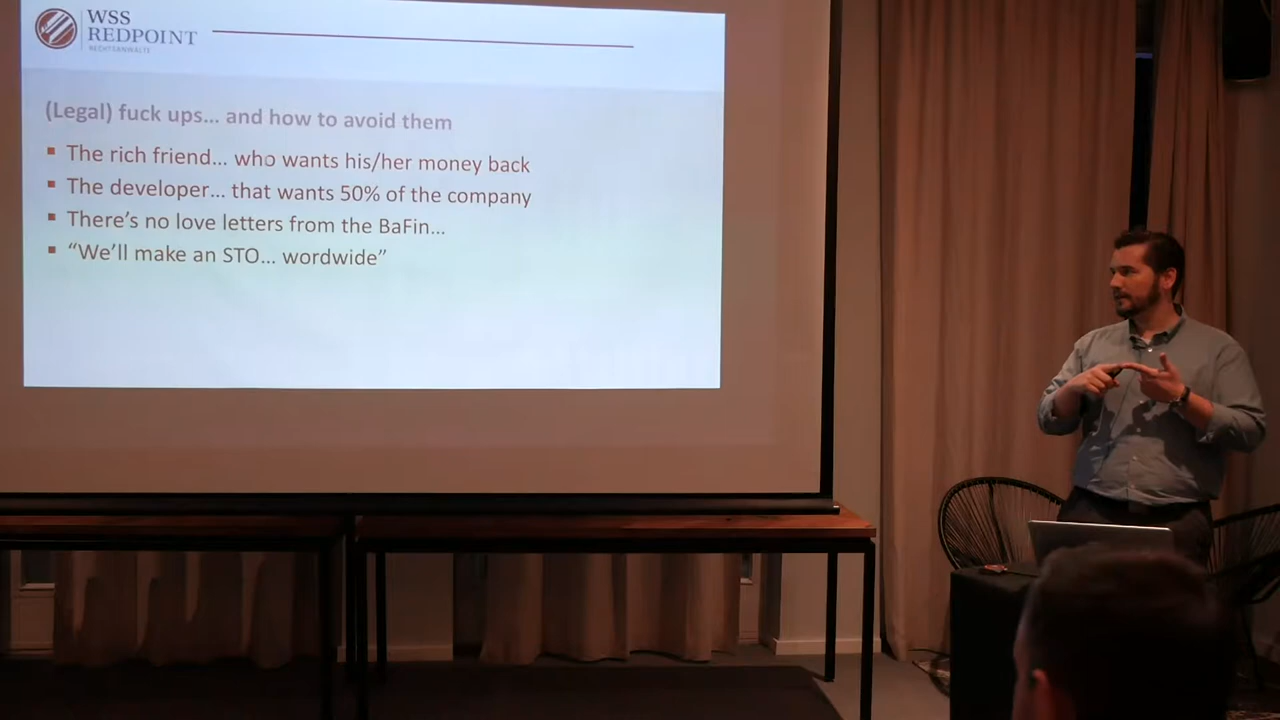 WSS
REDPOINT
RECHTSANWÄLTE
(Legal) fuck ups... and how to avoid them
The rich friend... who wants his/her money back
The developer... that wants 50% of the company
There's no love letters from the BaFin...
“We'll make an STO... wordwide”